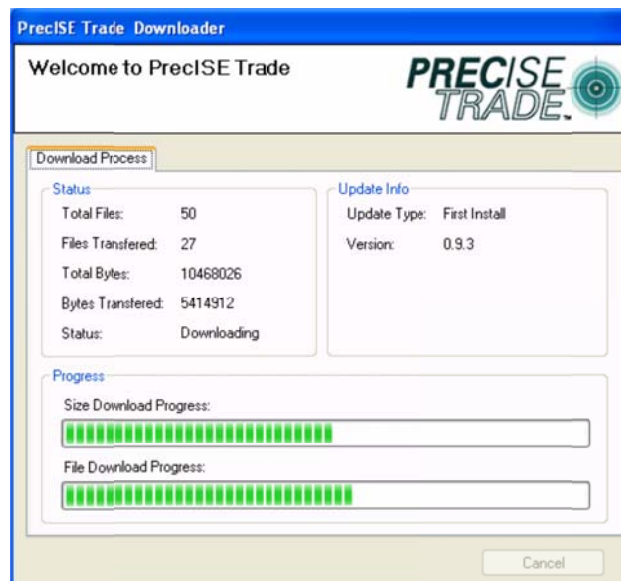 PrecISE Trade Downloader
Welcome to PrecISE Trade
PRECISE
TRADE™
Download Process
Status
Total Files: 50
Files Transfered: 27
Total Bytes: 10468026
Bytes Transfered: 5414912
Status: Downloading
Update Info
Update Type: First Install
Version: 0.9.3
Progress
Size Download Progress:
File Download Progress:
Cancel